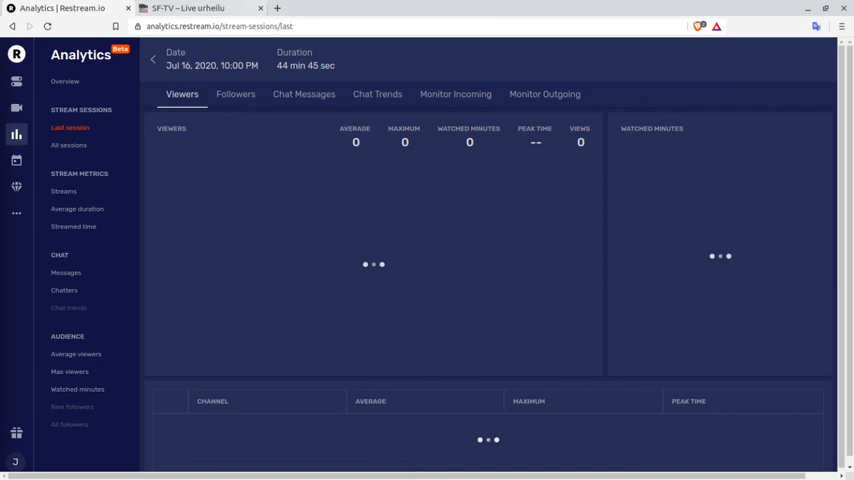 Analytics | Restream.io
SF-TV – Live urheilu
analytics.restream.io/stream-sessions/last
R
Analytics
Beta
Overview
STREAM SESSIONS
Last session
All sessions
STREAM METRICS
Streams
Average duration
Streamed time
CHAT
Messages
Chatters
Chat trends
AUDIENCE
Average viewers
Max viewers
Watched minutes
New followers
All followers
J
Date
Jul 16, 2020, 10:00 PM
Duration
44 min 45 sec
Viewers Followers Chat Messages Chat Trends Monitor Incoming Monitor Outgoing
VIEWERS
AVERAGE MAXIMUM WATCHED MINUTES PEAK TIME VIEWS
0 0 0 -- 0
WATCHED MINUTES
CHANNEL AVERAGE MAXIMUM PEAK TIME